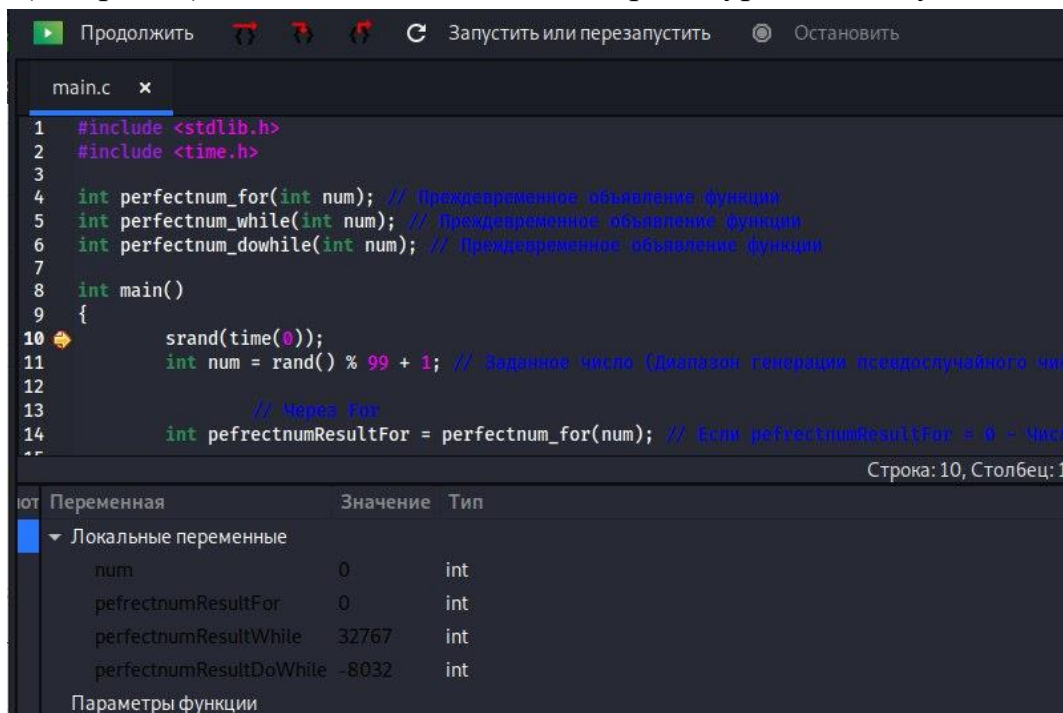 Продолжить Запустить или перезапустить Остановить
main.c ×
1 #include <stdlib.h>
2 #include <time.h>
3
4 int perfectnum_for(int num); // Преждевременное объявление функции
5 int perfectnum_while(int num); // Преждевременное объявление функции
6 int perfectnum_dowhile(int num); // Преждевременное объявление функции
7
8 int main()
9 {
10 srand(time(0));
11 int num = rand() % 99 + 1; // Заданное число (Диапазон генерации псевдослучайного чи
12
13 // Через For
14 int pefrectnumResultFor = perfectnum_for(num); // Если pefrectnumResultFor = 0 - Чис
Строка: 10, Столбец: 1
Переменная Значение Тип
Локальные переменные
num 0 int
pefrectnumResultFor 0 int
perfectnumResultWhile 32767 int
perfectnumResultDoWhile -8032 int
Параметры функции